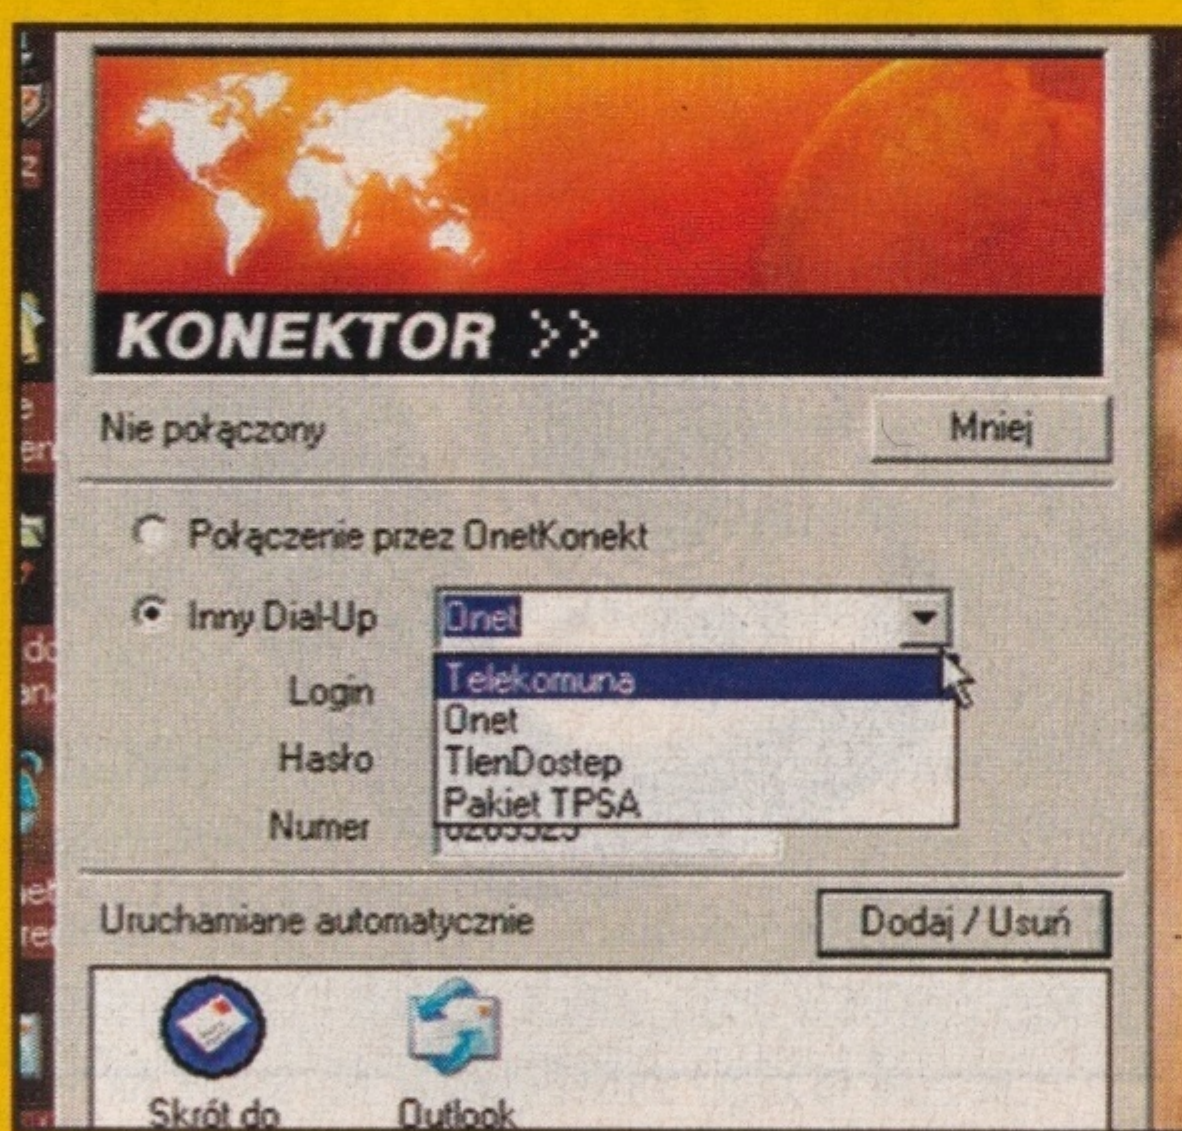 KONEKTOR >>
Nie połączony
Mniej
Połączenie przez OnetKonekt
Inny Dial-Up
Onet
Telekomuna
Login
Onet
Hasło
TlenDostep
Pakiet TPSA
Numer
Uruchamiane automatycznie
Dodaj / Usuń
Skrót do
Outlook